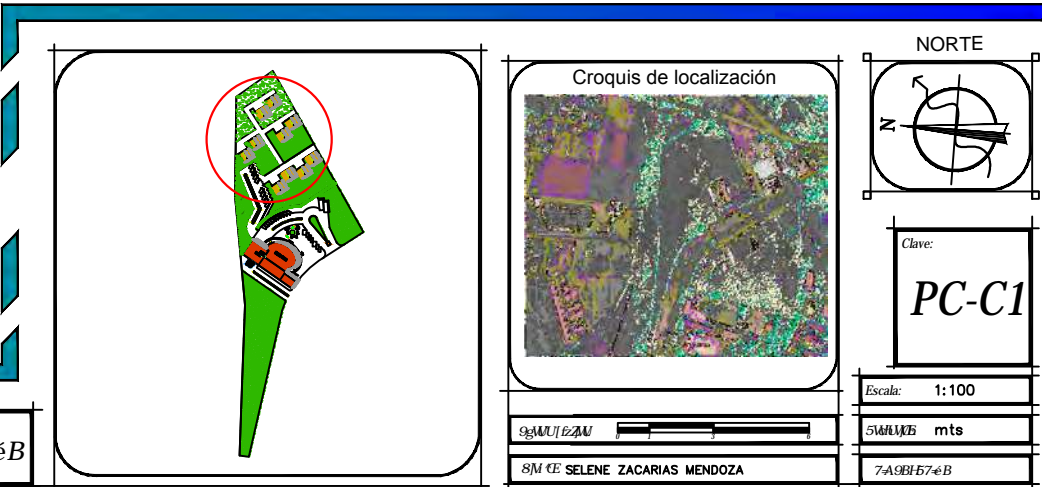 NORTE
Croquis de localización
N
Clave:
PC-C1
Escala: 1:100
0 1 3 6
mts
SELENE ZACARIAS MENDOZA